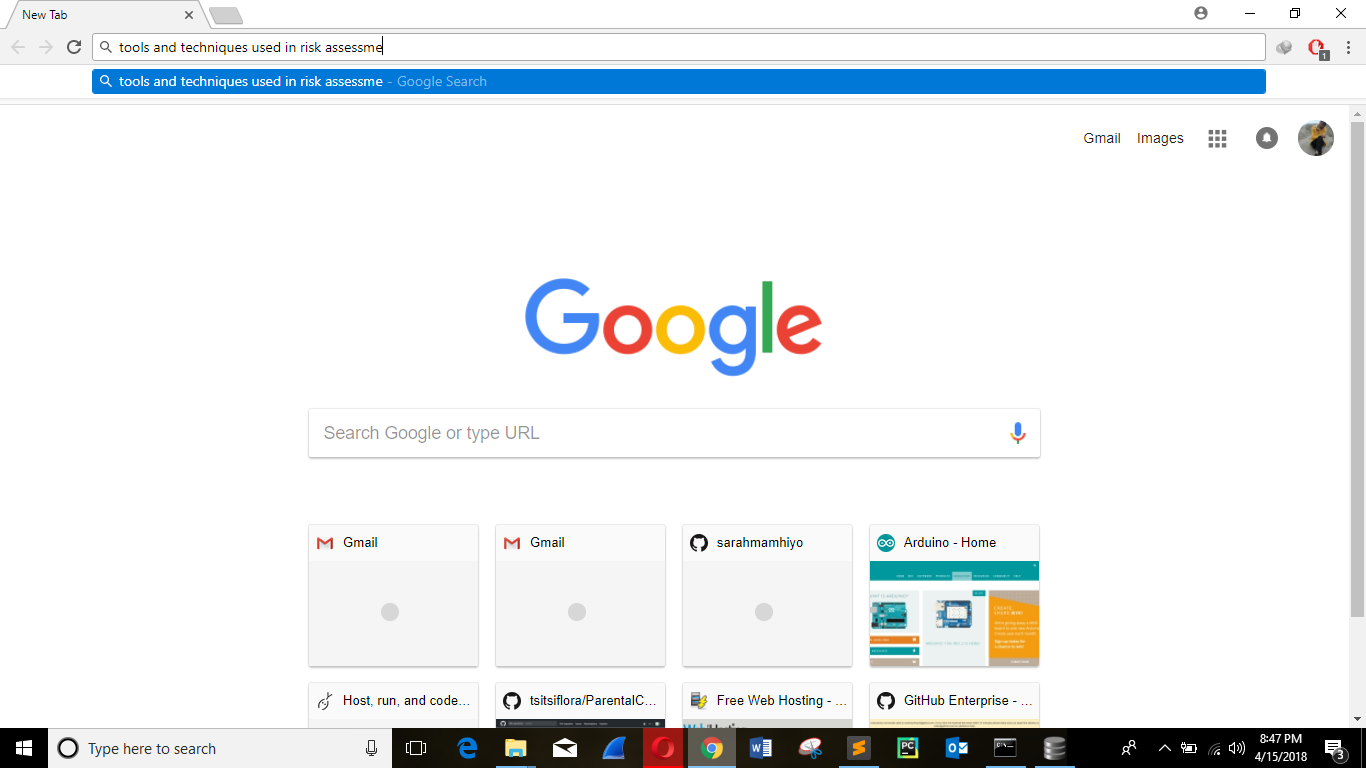 New Tab
tools and techniques used in risk assessme
1
tools and techniques used in risk assessme - Google Search
Gmail Images
Google
Search Google or type URL
Gmail Gmail sarahmamhiyo Arduino - Home
Host, run, and code... tsitsiflora/ParentalC... Free Web Hosting - ... GitHub Enterprise - ...
Type here to search
8:47 PM
4/15/2018
3